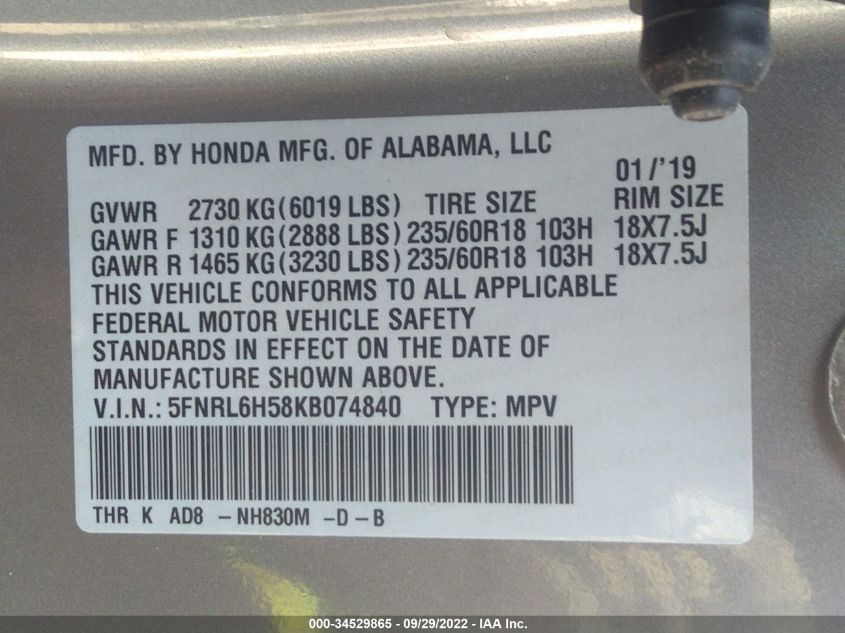 MFD. BY HONDA MFG. OF ALABAMA, LLC
01/'19
GVWR 2730 KG(6019 LBS) TIRE SIZE RIM SIZE
GAWR F 1310 KG(2888 LBS) 235/60R18 103H 18X7.5J
GAWR R 1465 KG(3230 LBS) 235/60R18 103H 18X7.5J
THIS VEHICLE CONFORMS TO ALL APPLICABLE
FEDERAL MOTOR VEHICLE SAFETY
STANDARDS IN EFFECT ON THE DATE OF
MANUFACTURE SHOWN ABOVE.
V.I.N.: 5FNRL6H58KB074840 TYPE: MPV
THR K AD8 -NH830M -D-B
000-34529865 - 09/29/2022 - IAA Inc.